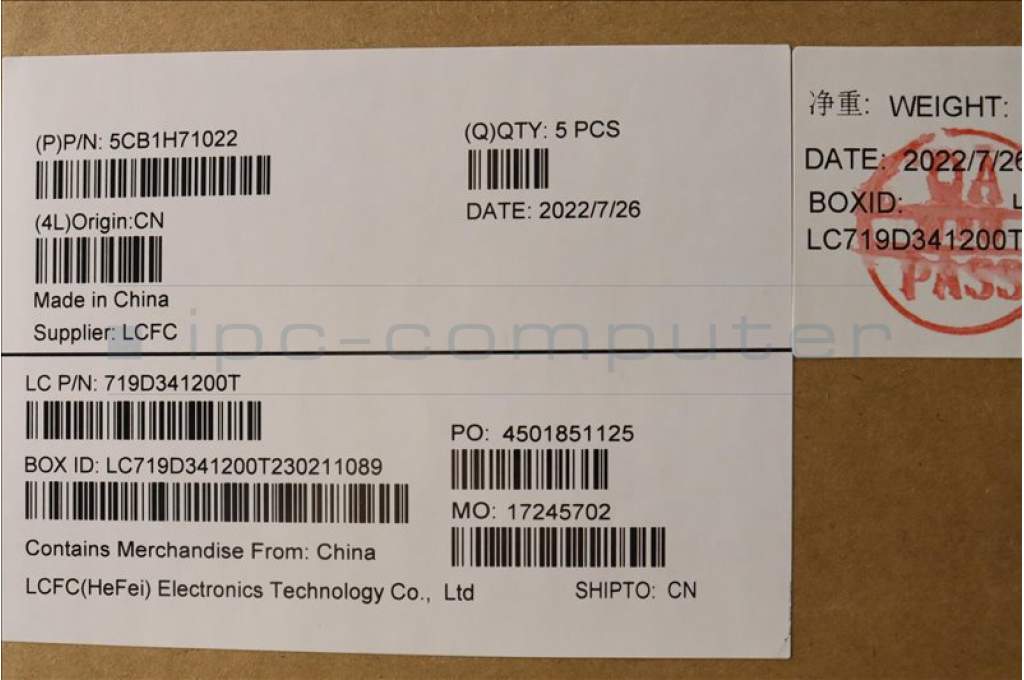 (P)P/N: 5CB1H71022
(Q)QTY: 5 PCS
(4L)Origin:CN
DATE: 2022/7/26
Made in China
Supplier: LCFC
LC P/N: 719D341200T
PO: 4501851125
BOX ID: LC719D341200T230211089
MO: 17245702
Contains Merchandise From: China
LCFC(HeFei) Electronics Technology Co., Ltd
SHIPTO: CN
净重: WEIGHT:
DATE: 2022/7/26
BOXID:
LC719D341200T
QA
PASS
ipc-computer